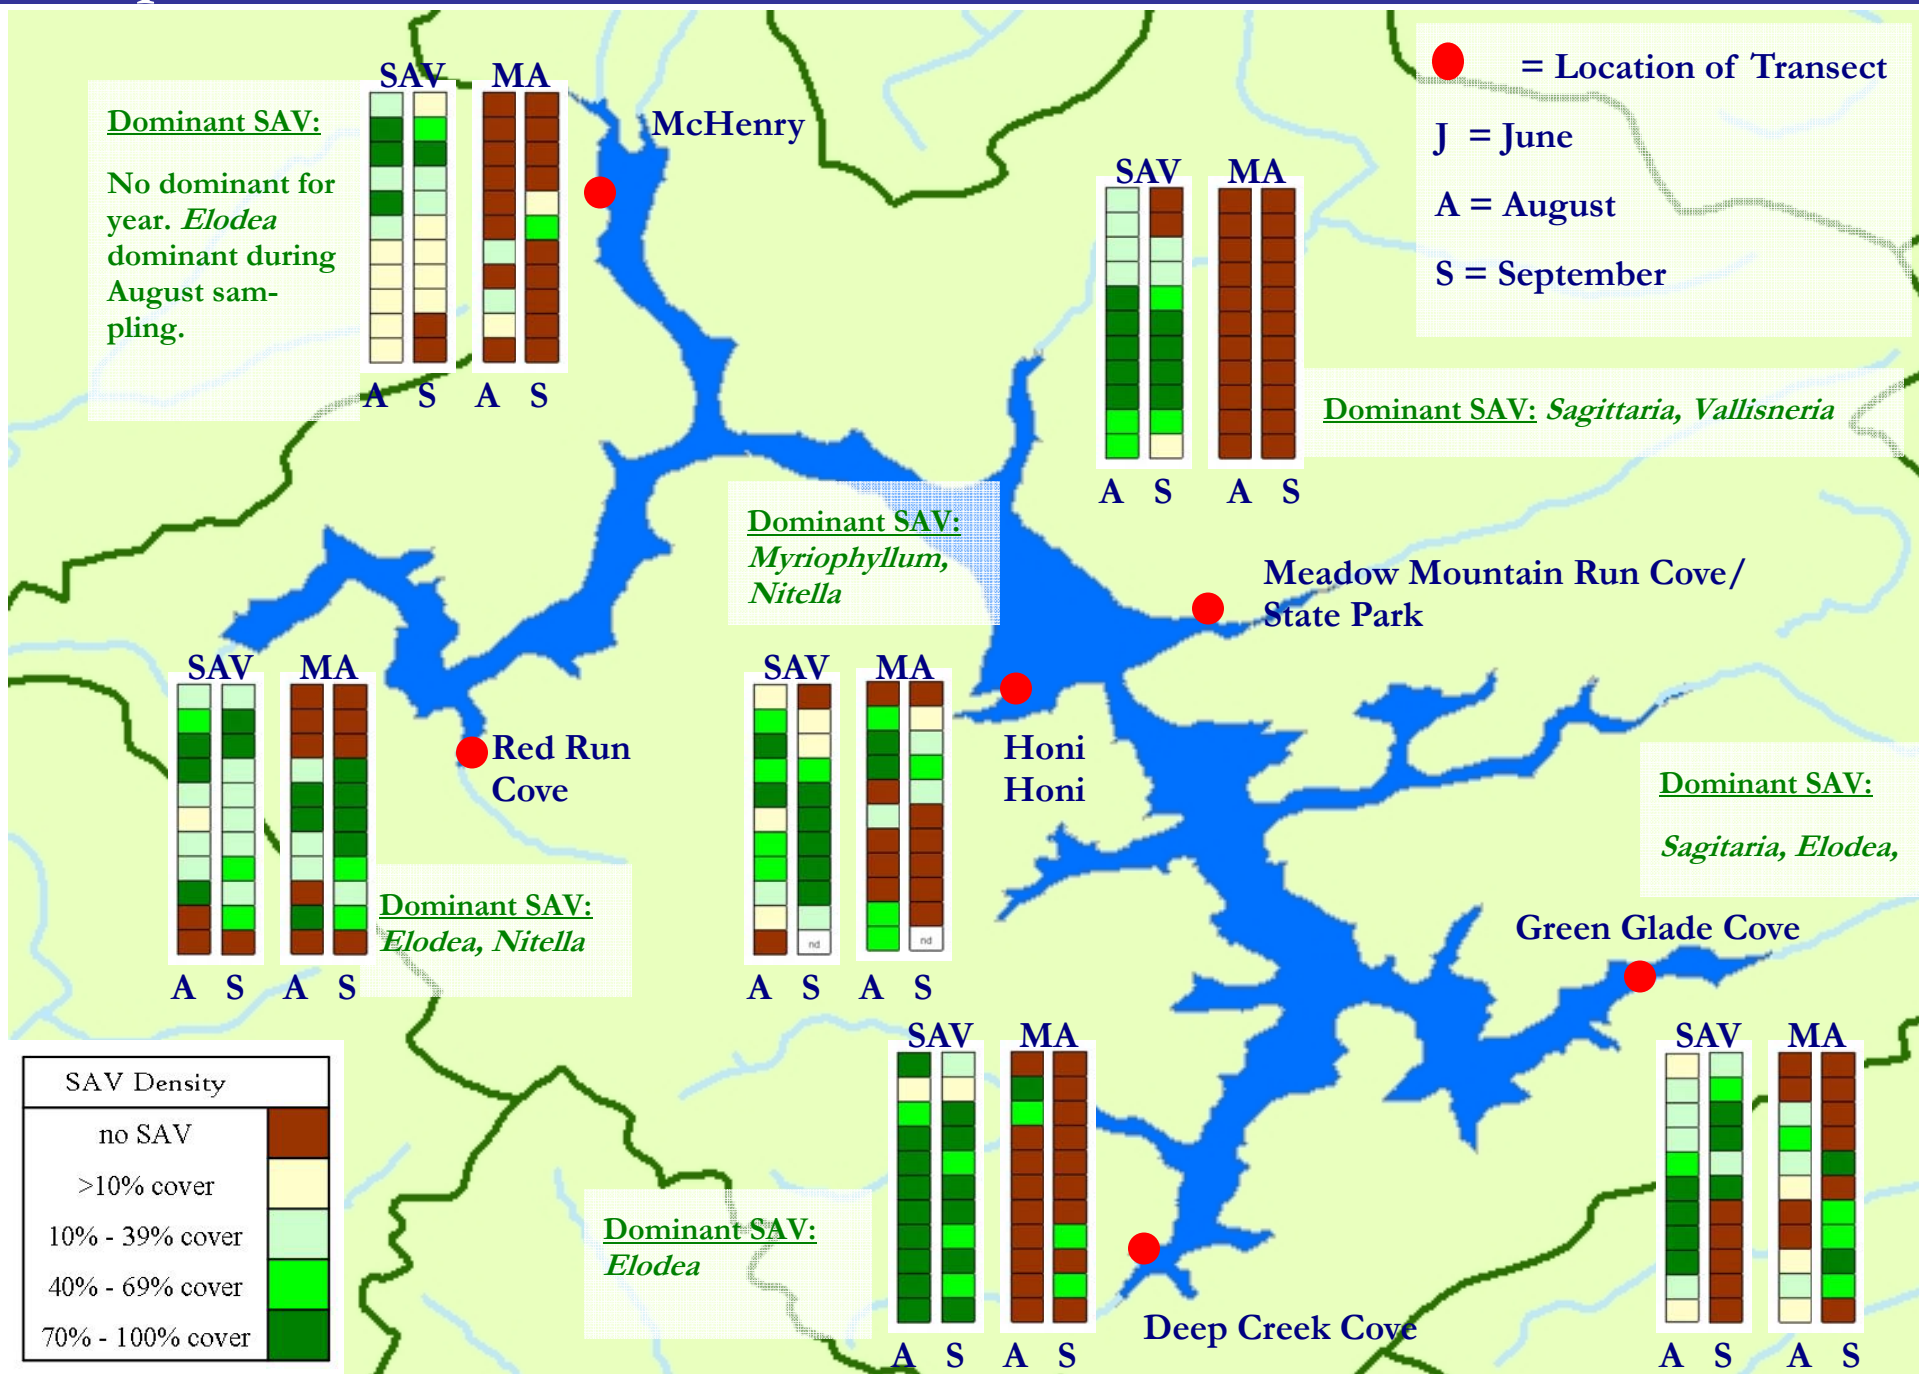 SAV MA
Dominant SAV:
No dominant for
year. Elodea
dominant during
August sam-
pling.
A S A S
McHenry
= Location of Transect
J = June
A = August
S = September
SAV MA
A S A S
Dominant SAV: Sagittaria, Vallisneria
Dominant SAV:
Myriophyllum,
Nitella
Meadow Mountain Run Cove/
State Park
SAV MA
A S A S
Red Run
Cove
Dominant SAV:
Elodea, Nitella
SAV MA
nd nd
A S A S
Honi
Honi
Dominant SAV:
Sagitaria, Elodea,
Green Glade Cove
SAV MA
A S A S
SAV MA
A S A S
Dominant SAV:
Elodea
Deep Creek Cove
SAV Density
no SAV
>10% cover
10% - 39% cover
40% - 69% cover
70% - 100% cover